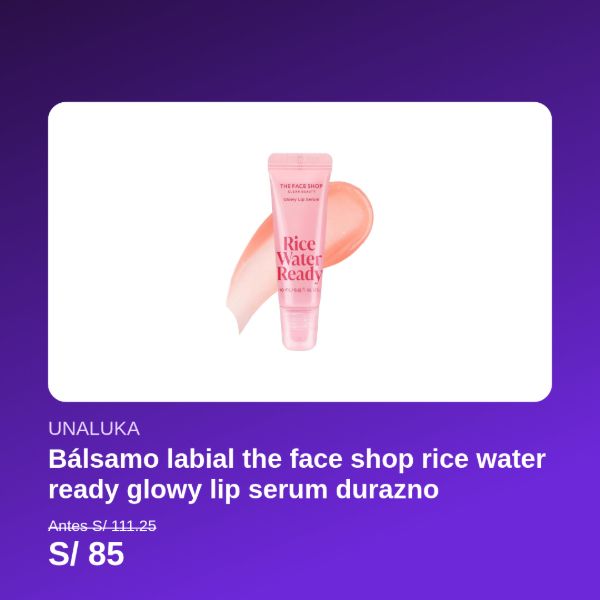 THE FACE SHOP
Glowy Lip Serum
Rice
Water
Ready
UNALUKA
Bálsamo labial the face shop rice water
ready glowy lip serum durazno
Antes S/ 111.25
S/ 85